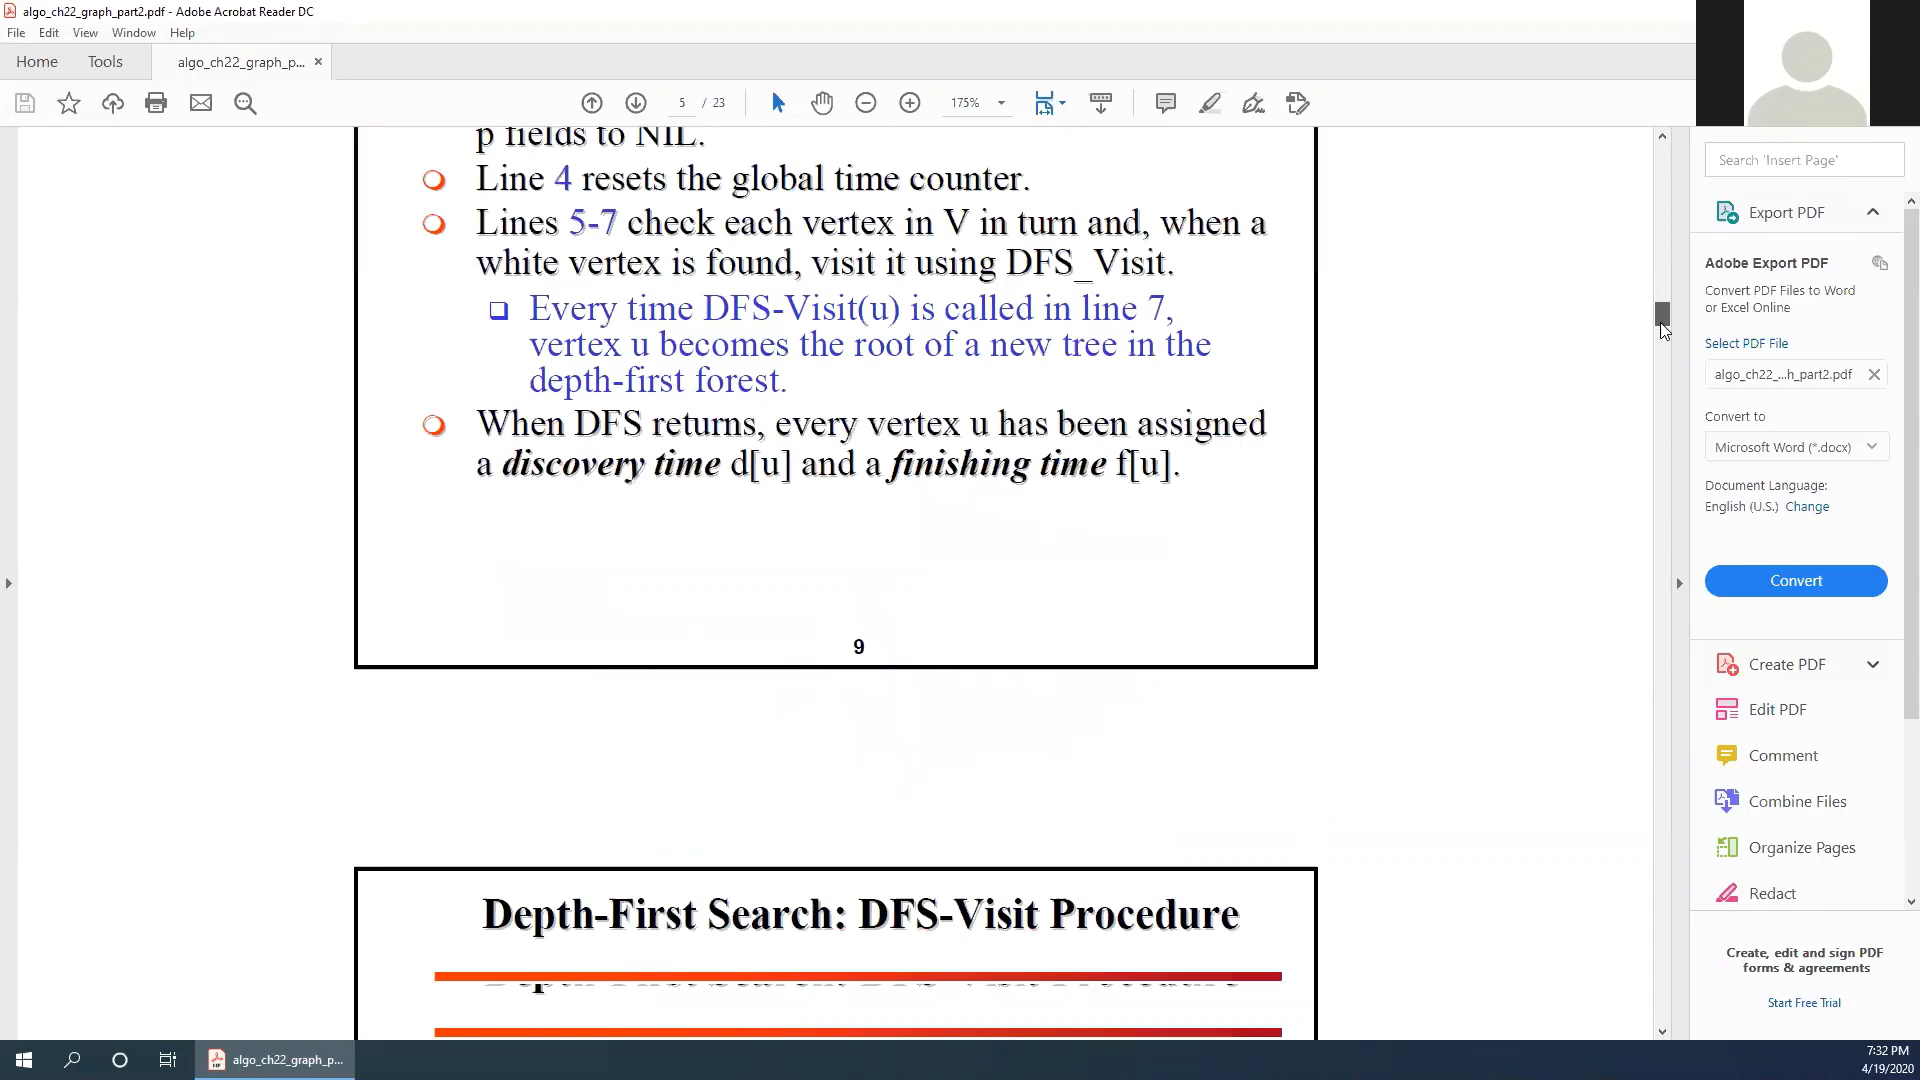 algo_ch22_graph_part2.pdf - Adobe Acrobat Reader DC
File Edit View Window Help
Home Tools algo_ch22_graph_p... ×
5 / 23 175%
p fields to NIL.
Line 4 resets the global time counter.
Lines 5-7 check each vertex in V in turn and, when a
white vertex is found, visit it using DFS_Visit.
Every time DFS-Visit(u) is called in line 7,
vertex u becomes the root of a new tree in the
depth-first forest.
When DFS returns, every vertex u has been assigned
a discovery time d[u] and a finishing time f[u].
9
Depth-First Search: DFS-Visit Procedure
Search 'Insert Page'
Export PDF
Adobe Export PDF
Convert PDF Files to Word
or Excel Online
Select PDF File
algo_ch22_...h_part2.pdf
Convert to
Microsoft Word (*.docx)
Document Language:
English (U.S.) Change
Convert
Create PDF
Edit PDF
Comment
Combine Files
Organize Pages
Redact
Create, edit and sign PDF
forms & agreements
Start Free Trial
algo_ch22_graph_p...
7:32 PM
4/19/2020